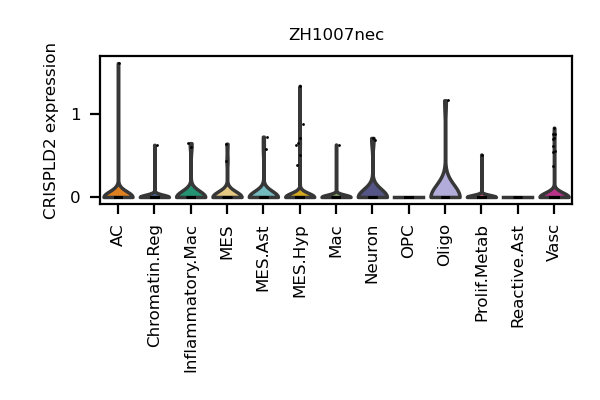 ZH1007nec
CRISPLD2 expression
1
0
AC
Chromatin.Reg
Inflammatory.Mac
MES
MES.Ast
MES.Hyp
Mac
Neuron
OPC
Oligo
Prolif.Metab
Reactive.Ast
Vasc